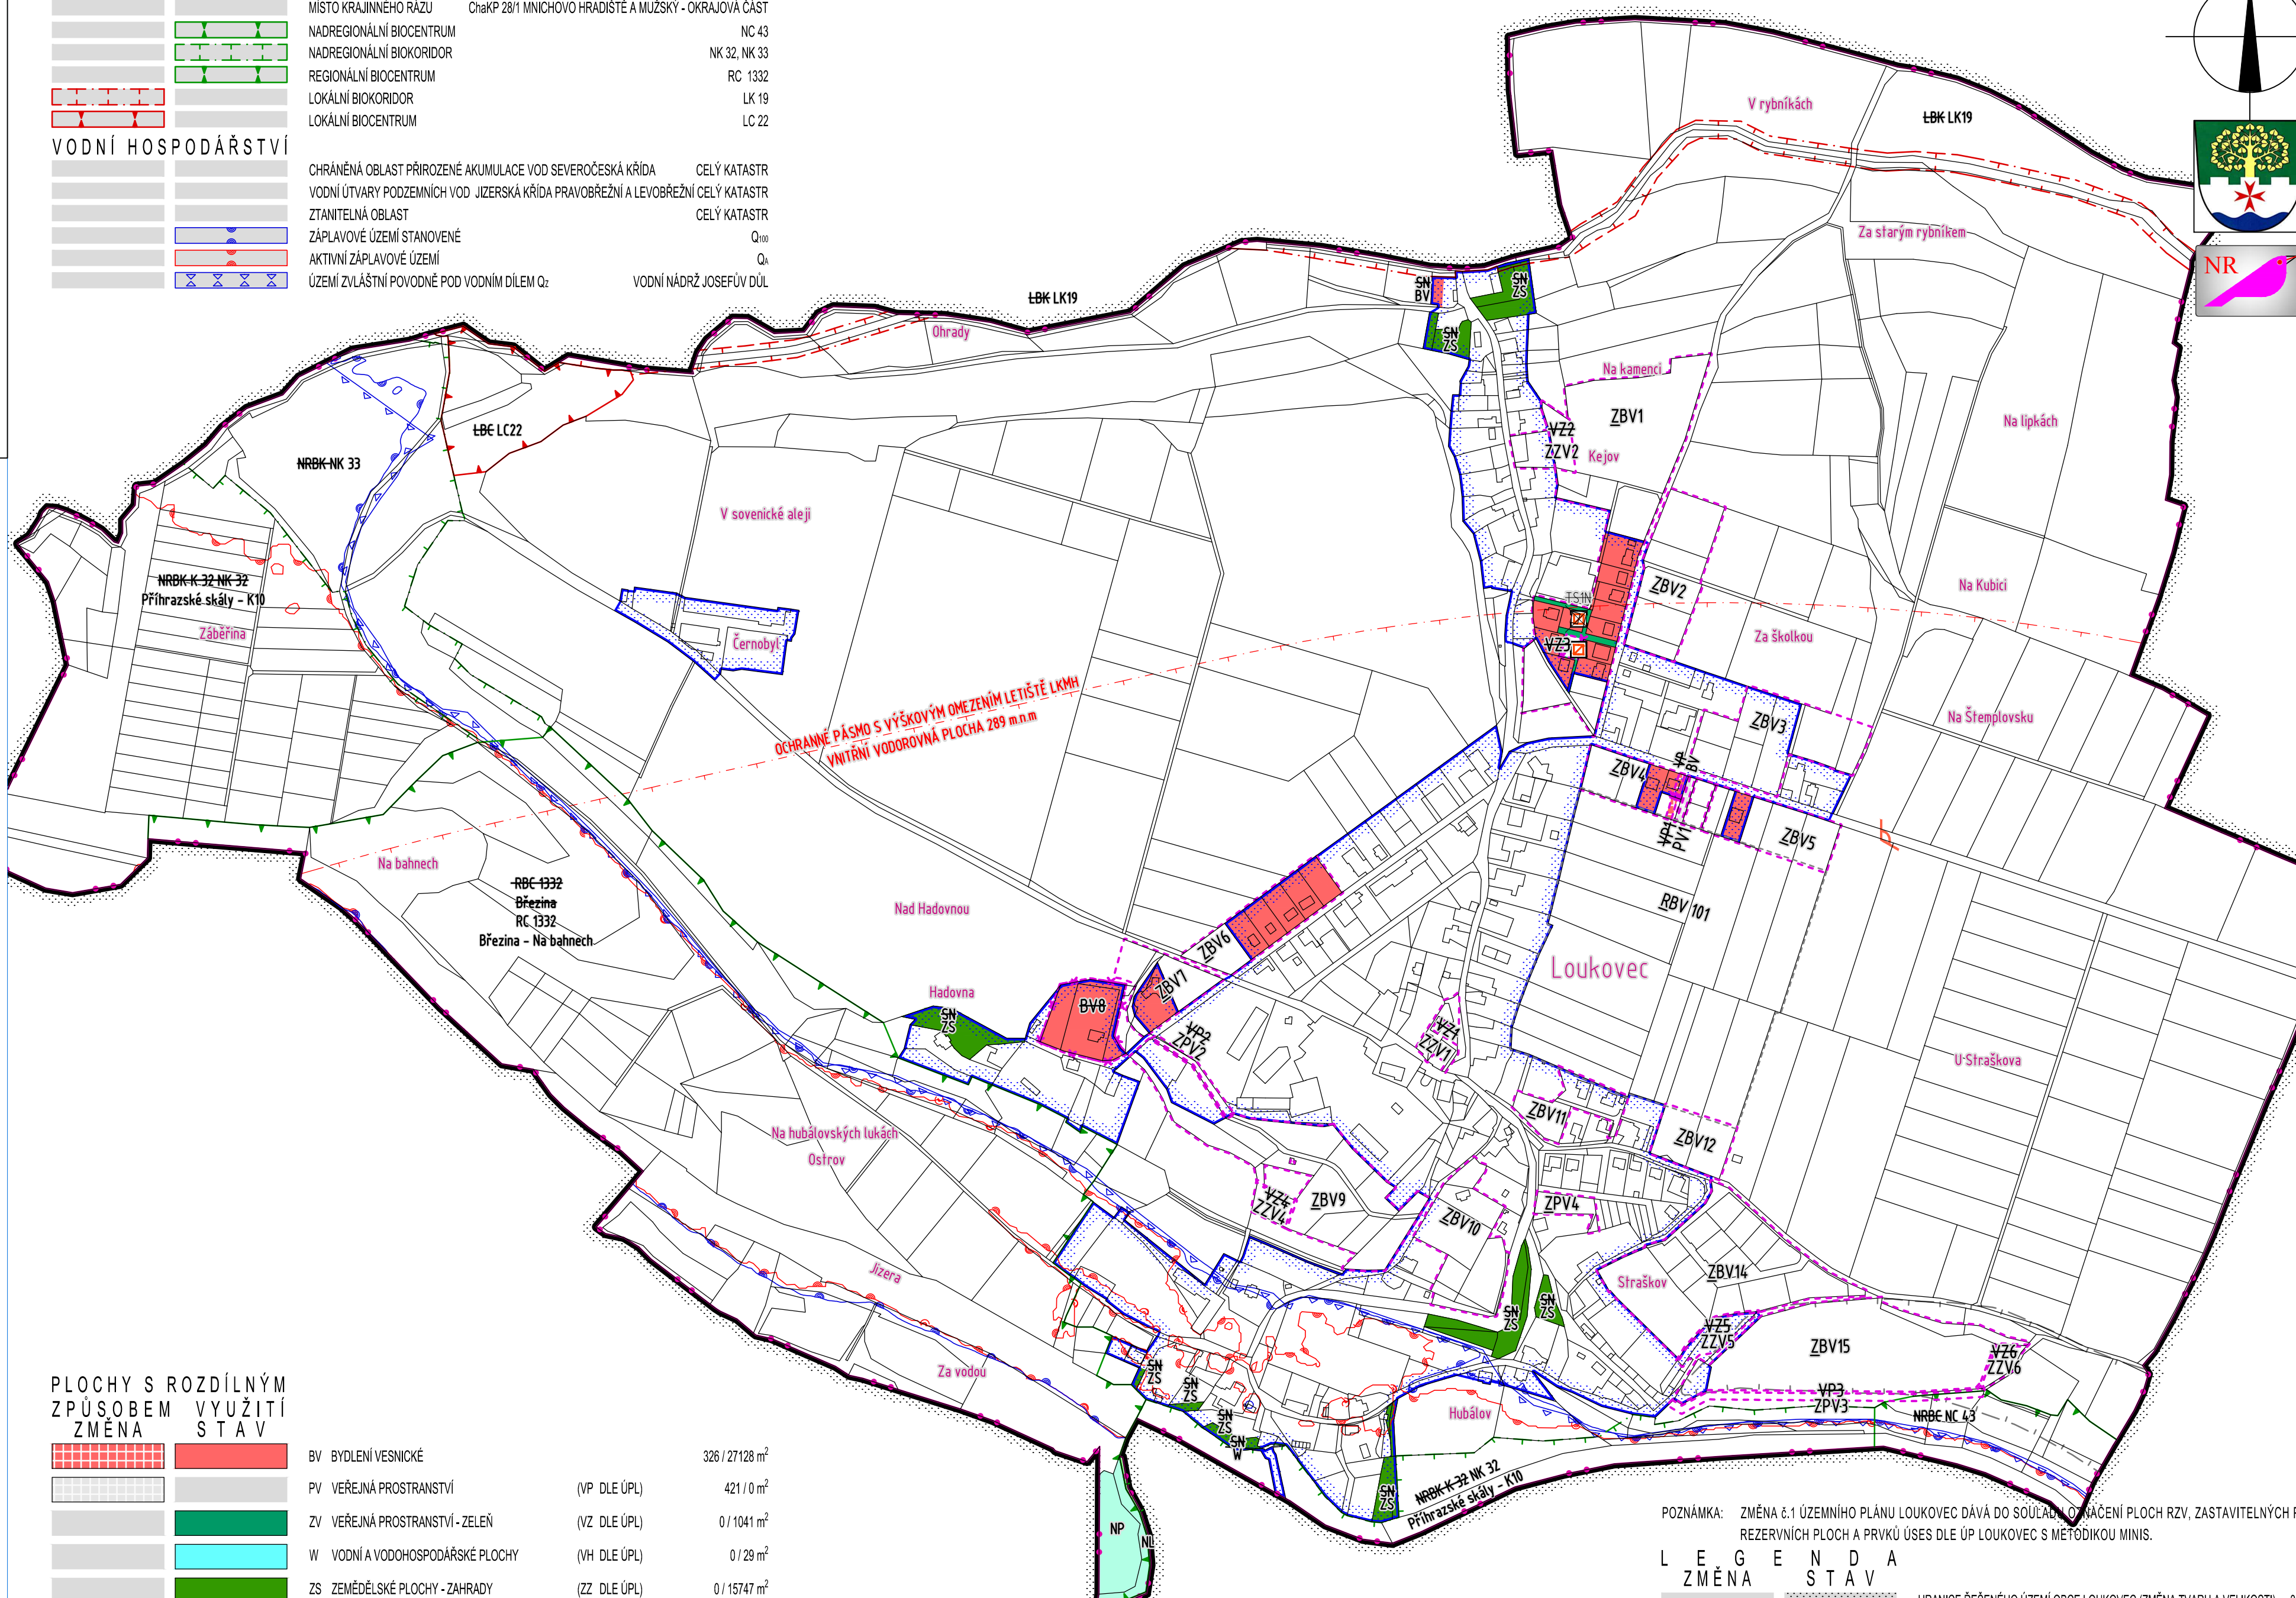 MÍSTO KRAJINNÉHO RÁZU ChaKP 28/1 MNICHOVO HRADIŠTĚ A MUŽSKÝ - OKRAJOVÁ ČÁST
NADREGIONÁLNÍ BIOCENTRUM NC 43
NADREGIONÁLNÍ BIOKORIDOR NK 32, NK 33
REGIONÁLNÍ BIOCENTRUM RC 1332
LOKÁLNÍ BIOKORIDOR LK 19
LOKÁLNÍ BIOCENTRUM LC 22
VODNÍ HOSPODÁŘSTVÍ
CHRÁNĚNÁ OBLAST PŘIROZENÉ AKUMULACE VOD SEVEROČESKÁ KŘÍDA CELÝ KATASTR
VODNÍ ÚTVARY PODZEMNÍCH VOD JIZERSKÁ KŘÍDA PRAVOBŘEŽNÍ A LEVOBŘEŽNÍ CELÝ KATASTR
ZTANITELNÁ OBLAST CELÝ KATASTR
ZÁPLAVOVÉ ÚZEMÍ STANOVENÉ Q100
AKTIVNÍ ZÁPLAVOVÉ ÚZEMÍ QA
ÚZEMÍ ZVLÁŠTNÍ POVODNĚ POD VODNÍM DÍLEM Qz VODNÍ NÁDRŽ JOSEFŮV DŮL
V rybníkách
LBK LK19
Za starým rybníkem
NR
LBK LK19
Ohrady
SN
BV
SN
ZS
SN
ZS
Na kamenci
ZBV1
VZ2
ZZV2
Kejov
Na lipkách
LBC LC22
NRBK NK 33
V sovenické aleji
NRBK K 32 NK 32
Příhrazské skály - K10
Záběřina
Černobyl
ZBV2
TS1N
VZ3
Na Kubici
Za školkou
OCHRANNÉ PÁSMO S VÝŠKOVÝM OMEZENÍM LETIŠTĚ LKMH
VNITŘNÍ VODOROVNÁ PLOCHA 289 m.n.m
ZBV3
Na Štemplovsku
ZBV4
VP
BV
VP1
PV1
ZBV5
Na bahnech
RBC 1332
Březina
RC 1332
Březina - Na bahnech
Nad Hadovnou
RBV 101
ZBV6
Loukovec
ZBV7
Hadovna
BV8
SN
ZS
VP2
ZPV2
VZ1
ZZV1
U Straškova
ZBV11
ZBV12
Na hubálovských lukách
Ostrov
VZ4
ZZV4
ZBV9
ZBV10
ZPV4
Jizera
Straškov
ZBV14
SN
ZS
SN
ZS
VZ5
ZZV5
ZBV15
VZ6
ZZV6
Za vodou
SN
ZS
SN
ZS
VP3
ZPV3
Hubálov
NRBC NC 43
SN
ZS
SN
W
SN
ZS
NRBK K 32 NK 32
Příhrazské skály - K10
NP
NL
PLOCHY S ROZDÍLNÝM
ZPŮSOBEM VYUŽITÍ
ZMĚNA STAV
BV BYDLENÍ VESNICKÉ 326 / 27128 m2
PV VEŘEJNÁ PROSTRANSTVÍ (VP DLE ÚPL) 421 / 0 m2
ZV VEŘEJNÁ PROSTRANSTVÍ - ZELEŇ (VZ DLE ÚPL) 0 / 1041 m2
W VODNÍ A VODOHOSPODÁŘSKÉ PLOCHY (VH DLE ÚPL) 0 / 29 m2
ZS ZEMĚDĚLSKÉ PLOCHY - ZAHRADY (ZZ DLE ÚPL) 0 / 15747 m2
POZNÁMKA: ZMĚNA č.1 ÚZEMNÍHO PLÁNU LOUKOVEC DÁVÁ DO SOULADU OZNAČENÍ PLOCH RZV, ZASTAVITELNÝCH
REZERVNÍCH PLOCH A PRVKŮ ÚSES DLE ÚP LOUKOVEC S METODIKOU MINIS.
LEGENDA
ZMĚNA STAV